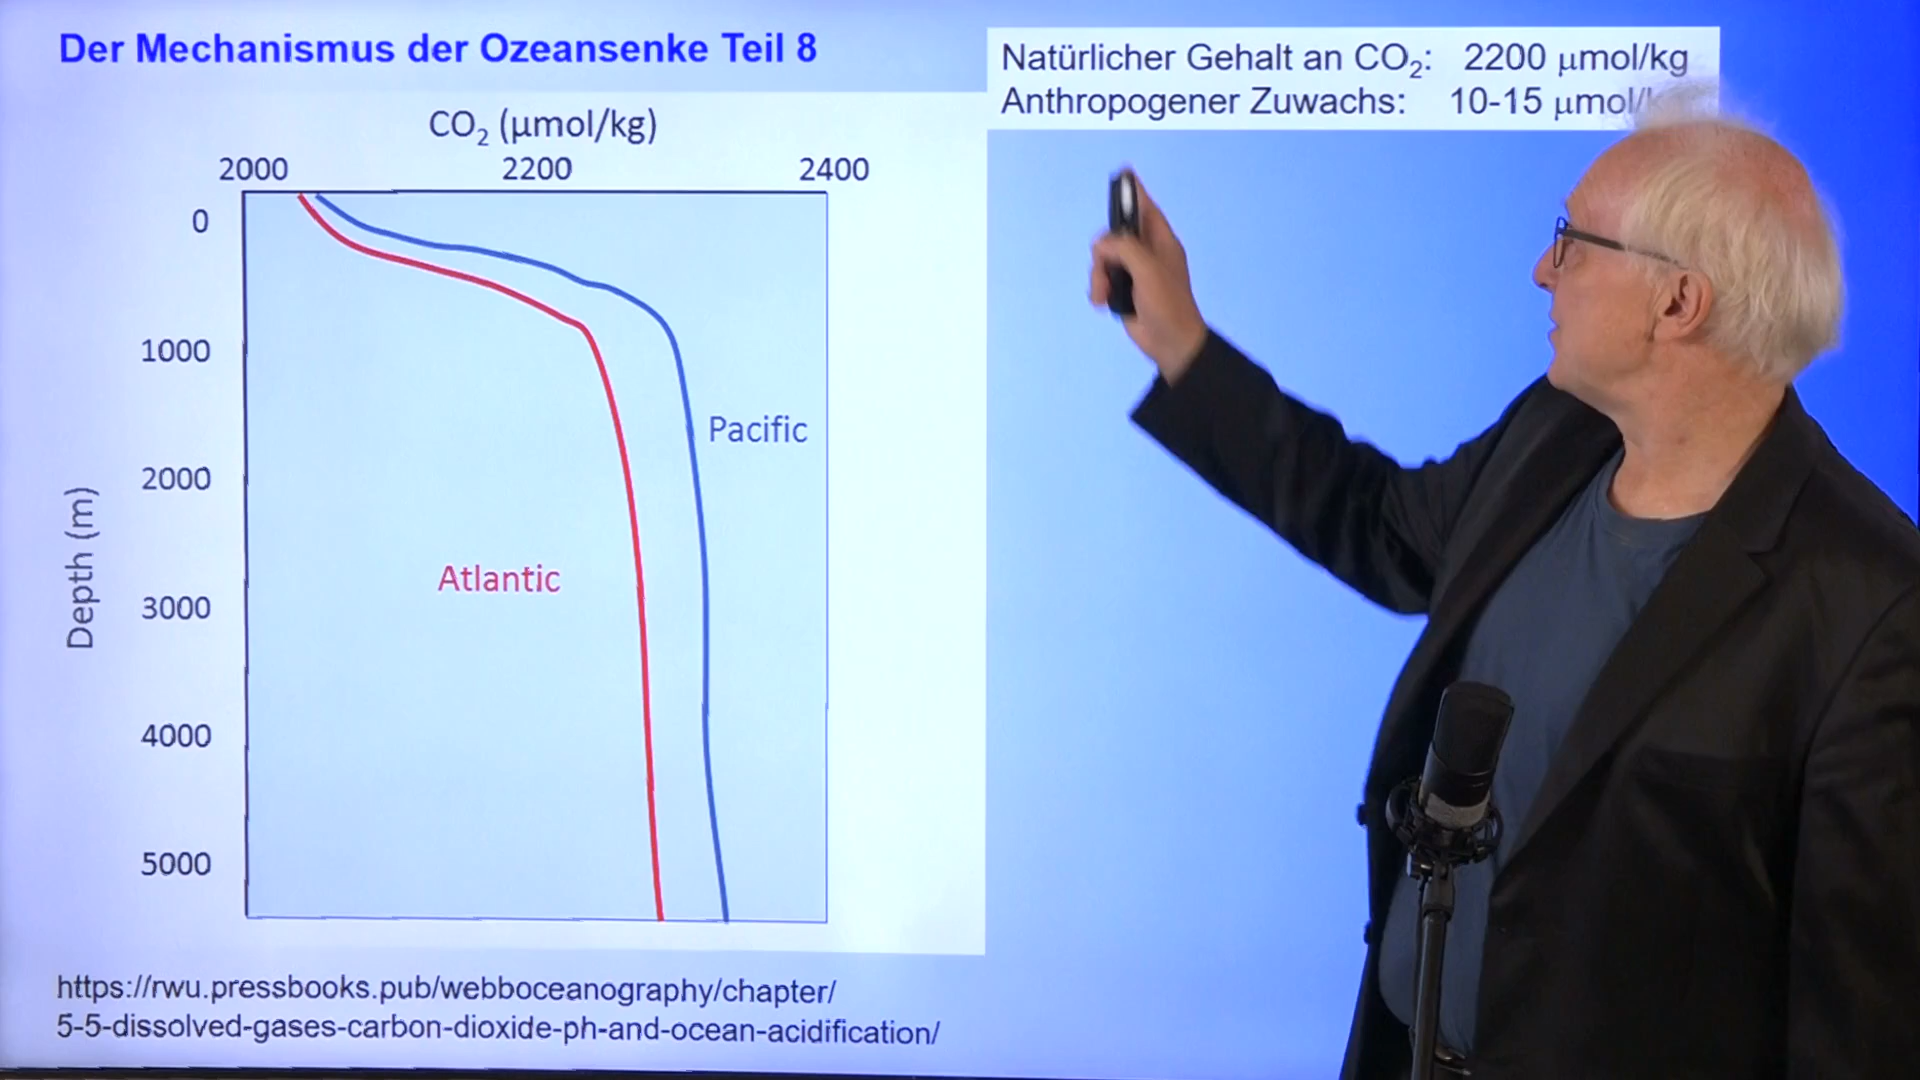 Der Mechanismus der Ozeansenke Teil 8
Natürlicher Gehalt an CO₂: 2200 μmol/kg
Anthropogener Zuwachs: 10-15 μmol/
CO₂ (μmol/kg)
2000 2200 2400
0
1000
2000
3000
4000
5000
Depth (m)
Pacific
Atlantic
https://rwu.pressbooks.pub/webboceanography/chapter/
5-5-dissolved-gases-carbon-dioxide-ph-and-ocean-acidification/